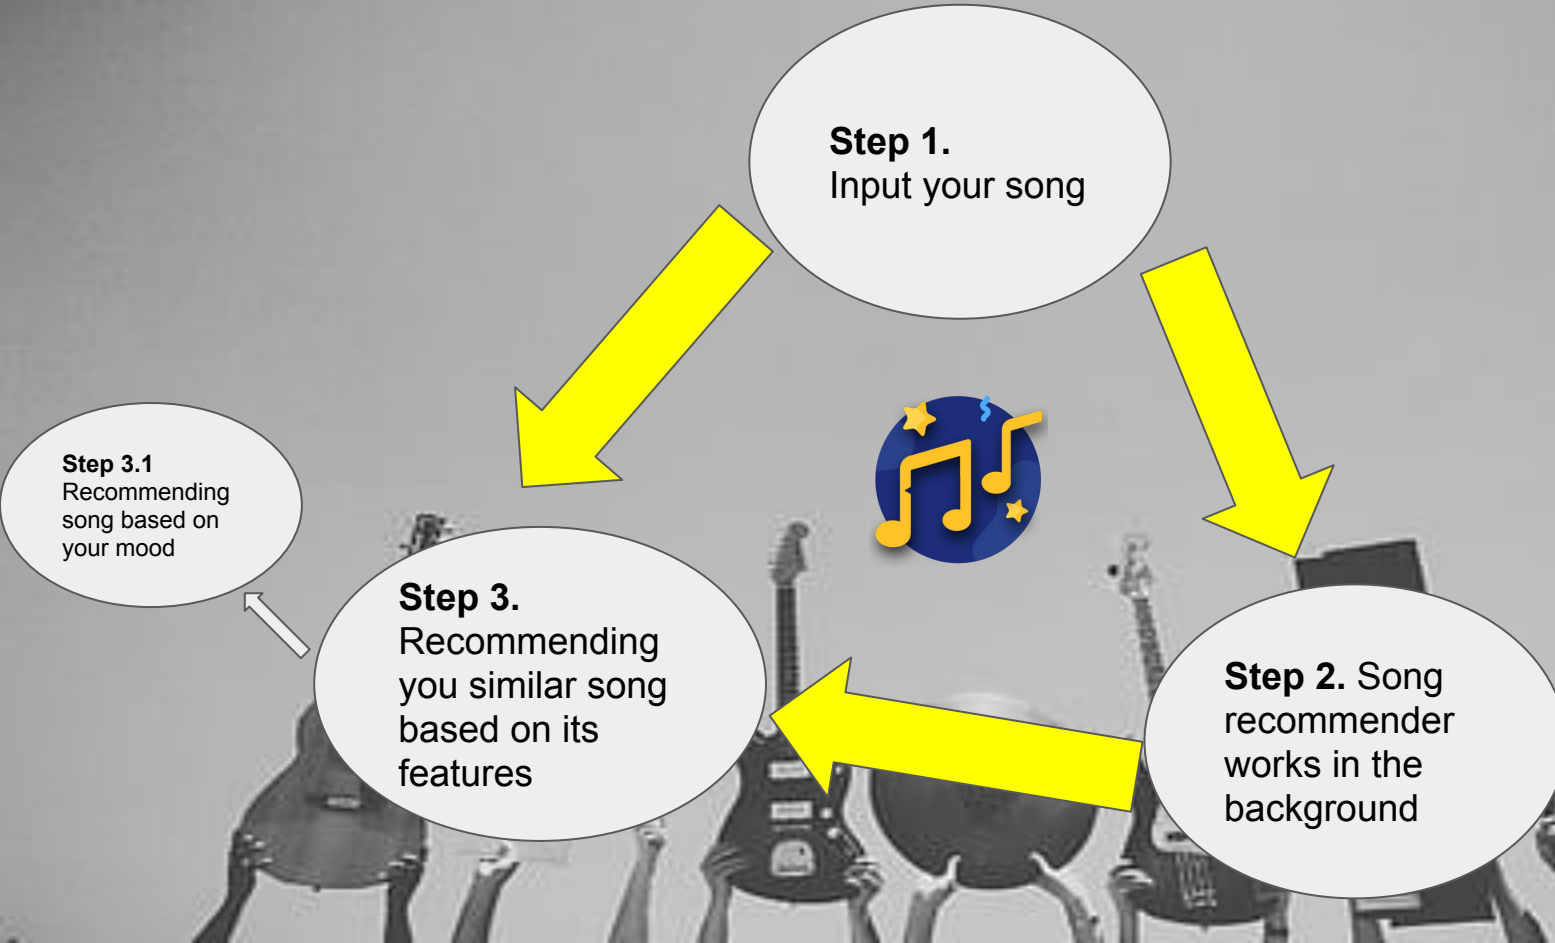 Step 1.
Input your song
Step 2. Song
recommender
works in the
background
Step 3.
Recommending
you similar song
based on its
features
Step 3.1
Recommending
song based on
your mood